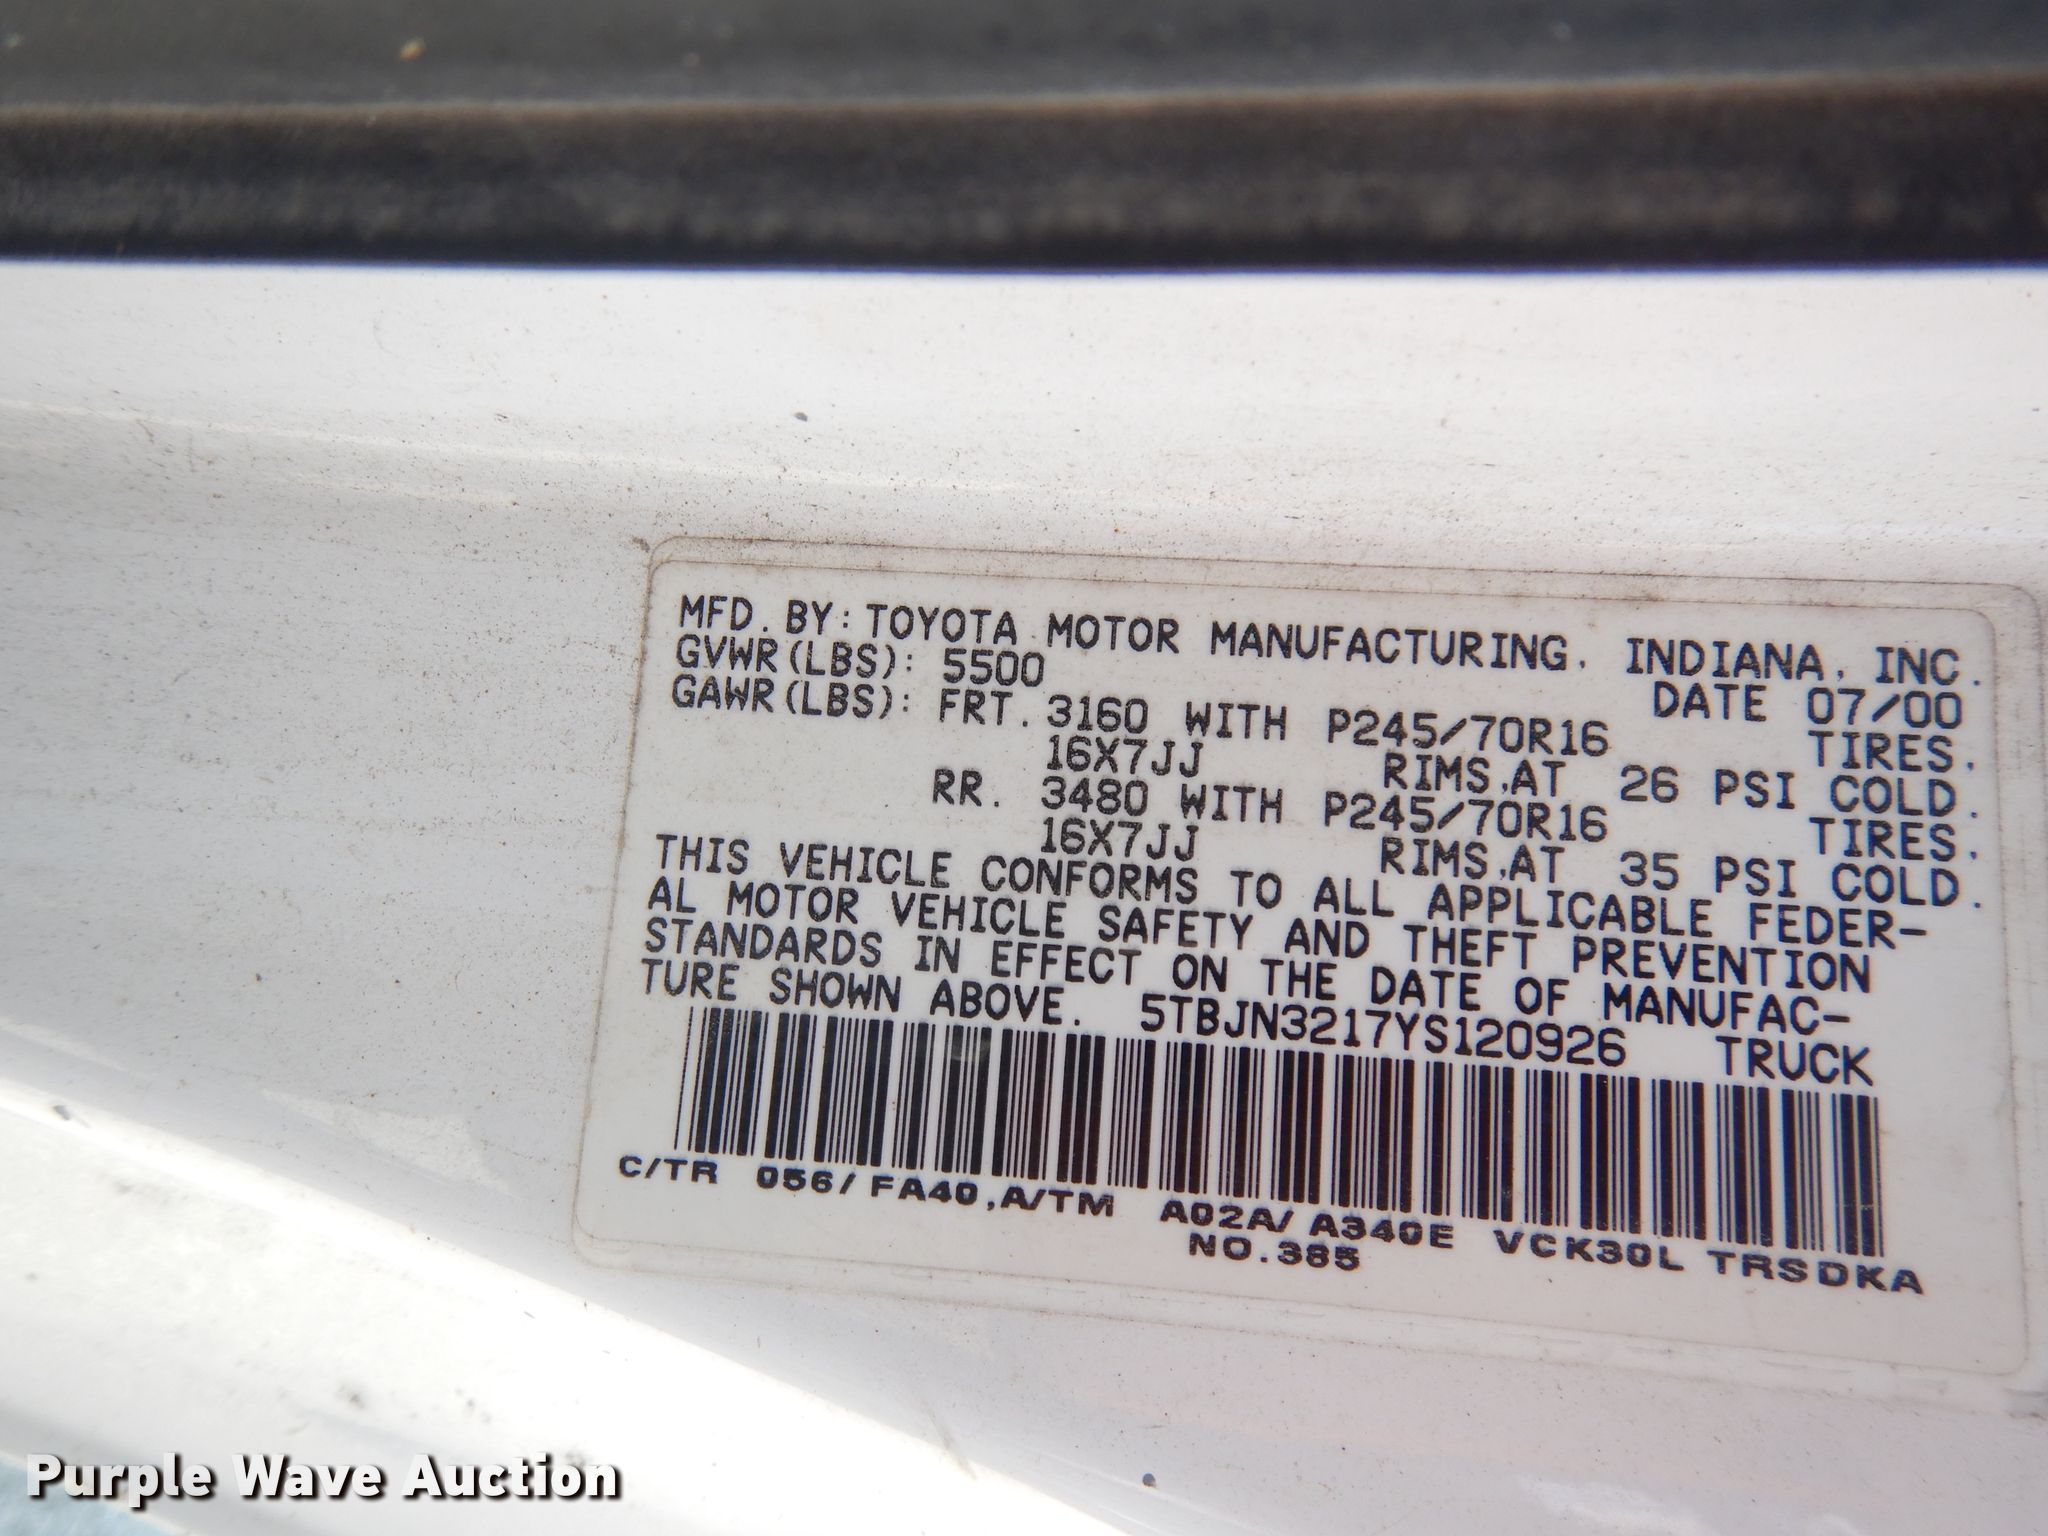 MFD. BY: TOYOTA MOTOR MANUFACTURING, INDIANA, INC.
GVWR(LBS): 5500 DATE 07/00
GAWR(LBS): FRT. 3160 WITH P245/70R16 TIRES,
16X7JJ RIMS,AT 26 PSI COLD.
RR. 3480 WITH P245/70R16 TIRES,
16X7JJ RIMS,AT 35 PSI COLD.
THIS VEHICLE CONFORMS TO ALL APPLICABLE FEDER-
AL MOTOR VEHICLE SAFETY AND THEFT PREVENTION
STANDARDS IN EFFECT ON THE DATE OF MANUFAC-
TURE SHOWN ABOVE. 5TBJN3217YS120926 TRUCK
C/TR 056/FA40,A/TM A02A/A340E VCK30L TRSDKA
NO.385
Purple Wave Auction